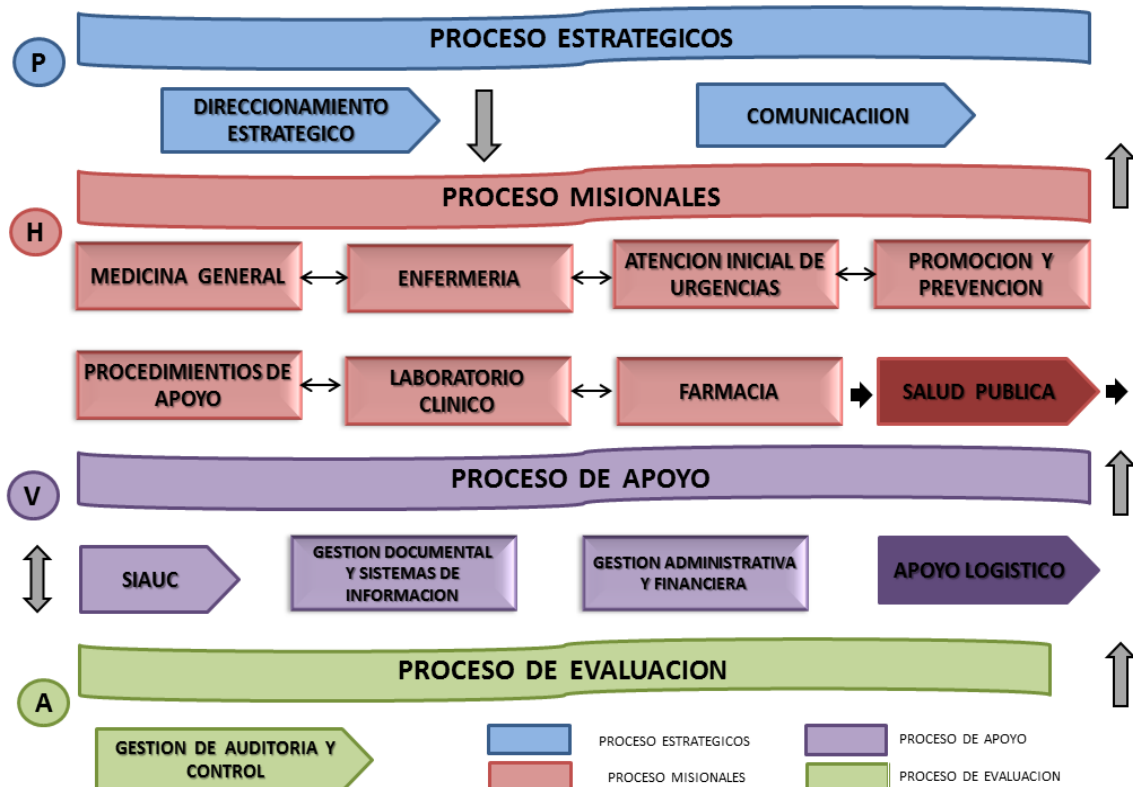 PROCESO ESTRATEGICOS
P
DIRECCIONAMIENTO
ESTRATEGICO
COMUNICACIION
PROCESO MISIONALES
H
MEDICINA GENERAL
ENFERMERIA
ATENCION INICIAL DE
URGENCIAS
PROMOCION Y
PREVENCION
PROCEDIMIENTIOS DE
APOYO
LABORATORIO
CLINICO
FARMACIA
SALUD PUBLICA
PROCESO DE APOYO
V
SIAUC
GESTION DOCUMENTAL
Y SISTEMAS DE
INFORMACION
GESTION ADMINISTRATIVA
Y FINANCIERA
APOYO LOGISTICO
PROCESO DE EVALUACION
A
GESTION DE AUDITORIA Y
CONTROL
PROCESO ESTRATEGICOS
PROCESO DE APOYO
PROCESO MISIONALES
PROCESO DE EVALUACION